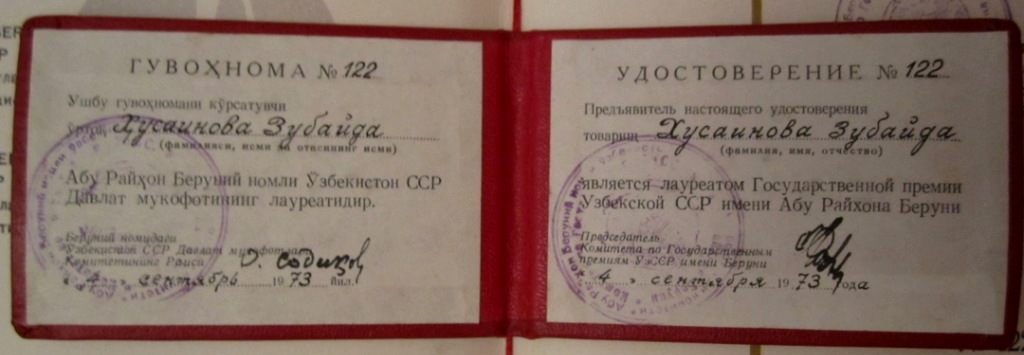 ГУВОҲНОМА № 122
Ушбу гувоҳномани кўрсатувчи
ўртоқ Хусаинова Зубайда
(фамилияси, исми ва отасининг исми)
Абу Райҳон Беруний номли Ўзбекистон ССР
Давлат мукофотининг лауреатидир.
Беруний номидаги
Ўзбекистон ССР Давлат мукофотлари
Комитетининг Раиси
"4" сентябрь 1973 йил.
УДОСТОВЕРЕНИЕ № 122
Предъявитель настоящего удостоверения
товарищ Хусаинова Зубайда
(фамилия, имя, отчество)
является лауреатом Государственной премии
Узбекской ССР имени Абу Райхона Беруни
Председатель
Комитета по Государственным
премиям УзССР имени Беруни
"4" сентября 1973 года